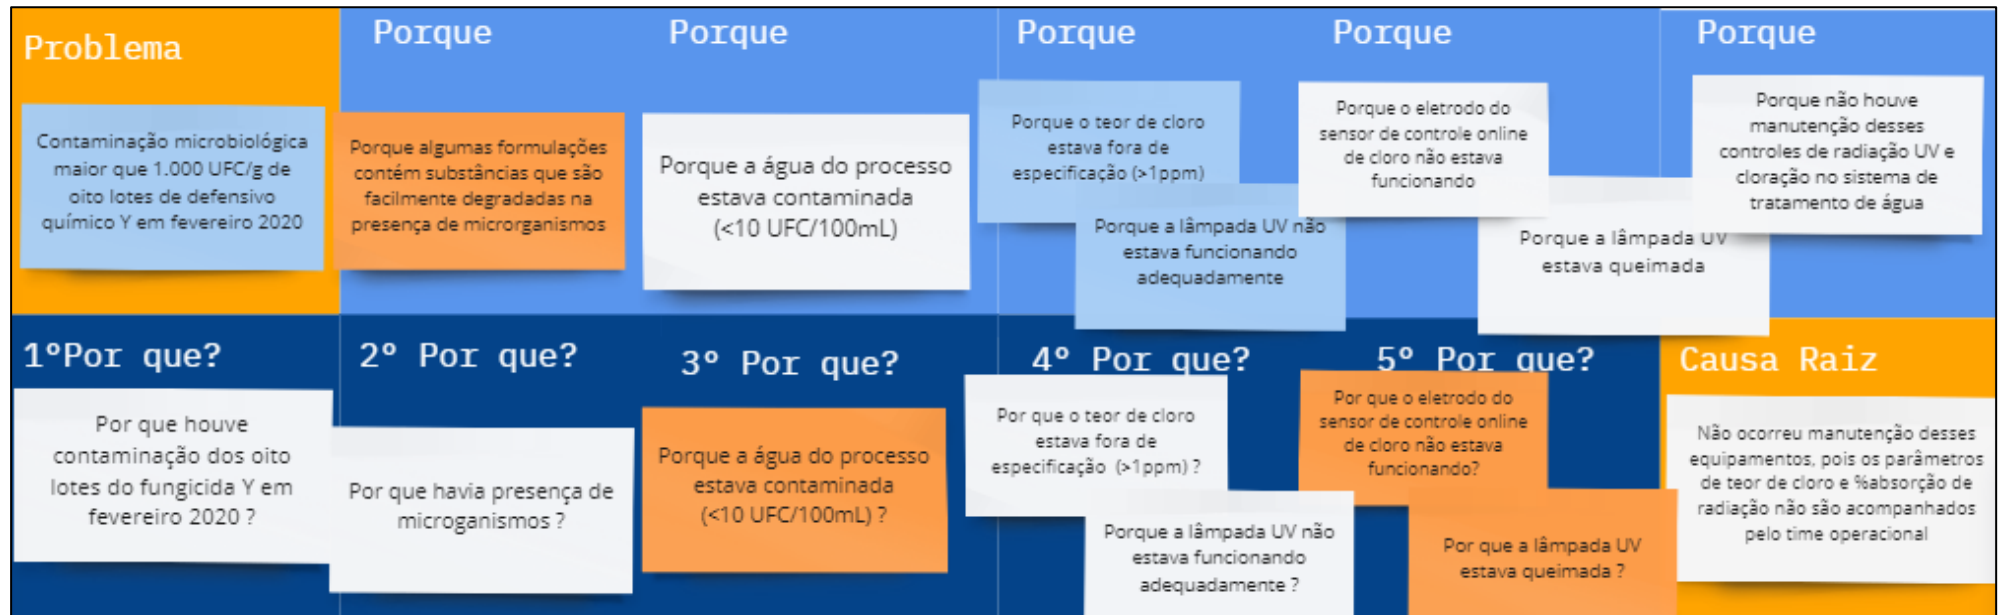 Problema
Contaminação microbiológica
maior que 1.000 UFC/g de
oito lotes de defensivo
químico Y em fevereiro 2020
Porque
Porque algumas formulações
contém substâncias que são
facilmente degradadas na
presença de microrganismos
Porque
Porque a água do processo
estava contaminada
(<10 UFC/100mL)
Porque
Porque o teor de cloro
estava fora de
especificação (>1ppm)
Porque a lâmpada UV não
estava funcionando
adequadamente
Porque
Porque o eletrodo do
sensor de controle online
de cloro não estava
funcionando
Porque a lâmpada UV
estava queimada
Porque
Porque não houve
manutenção desses
controles de radiação UV e
cloração no sistema de
tratamento de água
1ºPor que?
Por que houve
contaminação dos oito
lotes do fungicida Y em
fevereiro 2020 ?
2º Por que?
Por que havia presença de
microganismos ?
3º Por que?
Porque a água do processo
estava contaminada
(<10 UFC/100mL) ?
4º Por que?
Por que o teor de cloro
estava fora de
especificação (>1ppm) ?
Porque a lâmpada UV não
estava funcionando
adequadamente ?
5º Por que?
Por que o eletrodo do
sensor de controle online
de cloro não estava
funcionando?
Por que a lâmpada UV
estava queimada ?
Causa Raiz
Não ocorreu manutenção desses
equipamentos, pois os parâmetros
de teor de cloro e %absorção de
radiação não são acompanhados
pelo time operacional